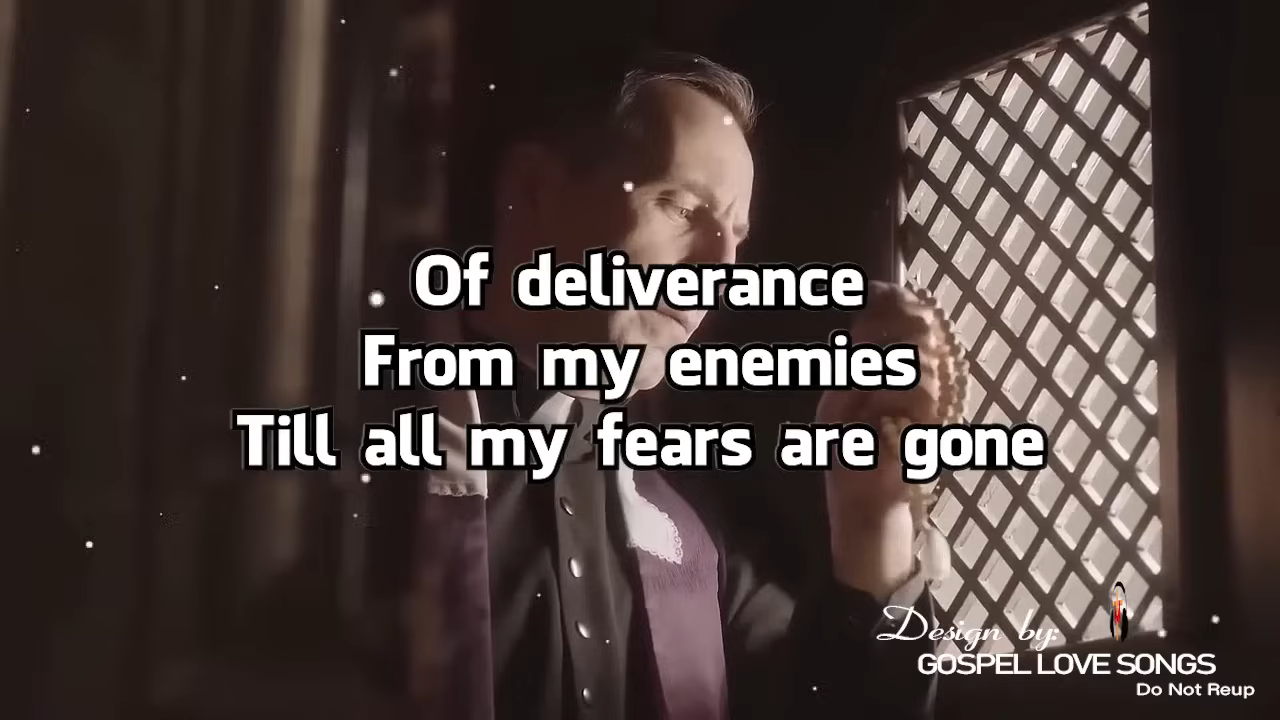 Of deliverance
From my enemies
Till all my fears are gone
Design by:
GOSPEL LOVE SONGS
Do Not Reup